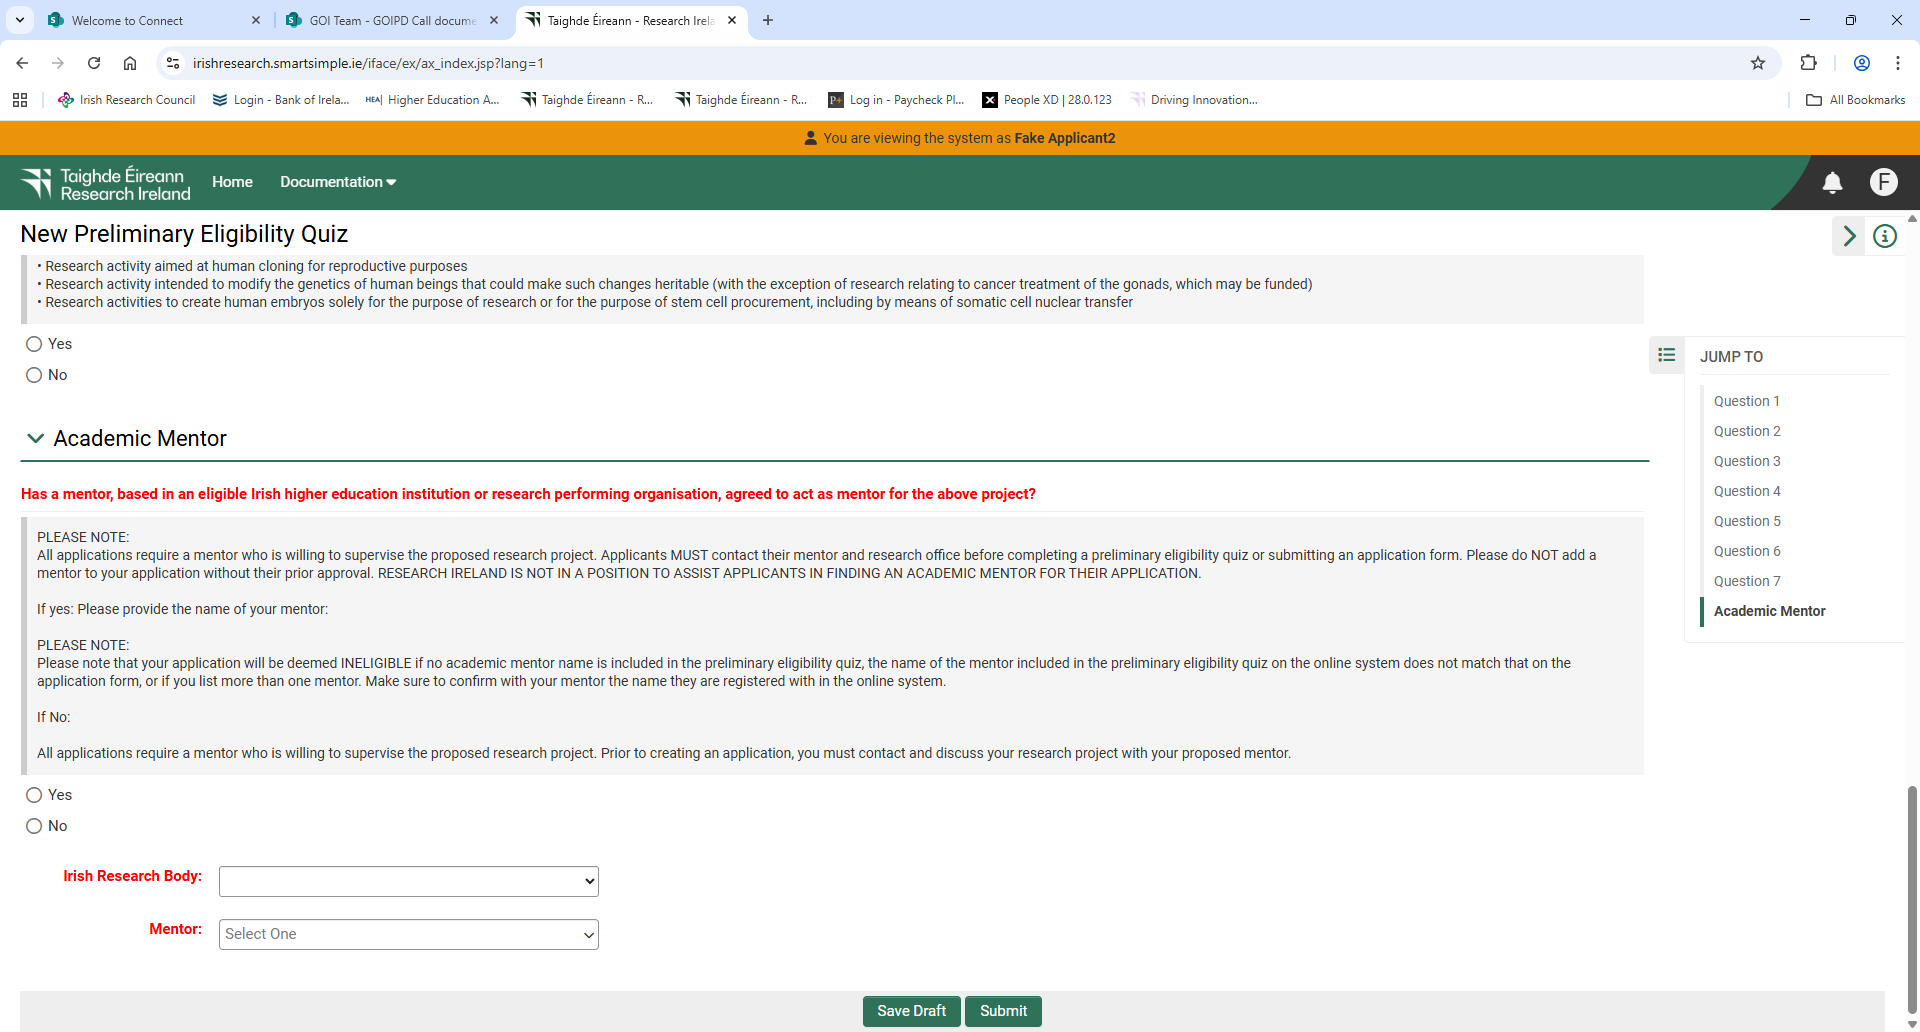 Welcome to Connect
GOI Team - GOIPD Call docume
Taighde Éireann - Research Irela
irishresearch.smartsimple.ie/iface/ex/ax_index.jsp?lang=1
Irish Research Council
Login - Bank of Irela...
HEA Higher Education A...
Taighde Éireann - R...
Taighde Éireann - R...
P+ Log in - Paycheck Pl...
People XD | 28.0.123
Driving Innovation...
All Bookmarks
You are viewing the system as Fake Applicant2
Taighde Éireann
Research Ireland
Home
Documentation
F
New Preliminary Eligibility Quiz
• Research activity aimed at human cloning for reproductive purposes
• Research activity intended to modify the genetics of human beings that could make such changes heritable (with the exception of research relating to cancer treatment of the gonads, which may be funded)
• Research activities to create human embryos solely for the purpose of research or for the purpose of stem cell procurement, including by means of somatic cell nuclear transfer
Yes
No
JUMP TO
Question 1
Question 2
Question 3
Question 4
Question 5
Question 6
Question 7
Academic Mentor
Academic Mentor
Has a mentor, based in an eligible Irish higher education institution or research performing organisation, agreed to act as mentor for the above project?
PLEASE NOTE:
All applications require a mentor who is willing to supervise the proposed research project. Applicants MUST contact their mentor and research office before completing a preliminary eligibility quiz or submitting an application form. Please do NOT add a
mentor to your application without their prior approval. RESEARCH IRELAND IS NOT IN A POSITION TO ASSIST APPLICANTS IN FINDING AN ACADEMIC MENTOR FOR THEIR APPLICATION.
If yes: Please provide the name of your mentor:
PLEASE NOTE:
Please note that your application will be deemed INELIGIBLE if no academic mentor name is included in the preliminary eligibility quiz, the name of the mentor included in the preliminary eligibility quiz on the online system does not match that on the
application form, or if you list more than one mentor. Make sure to confirm with your mentor the name they are registered with in the online system.
If No:
All applications require a mentor who is willing to supervise the proposed research project. Prior to creating an application, you must contact and discuss your research project with your proposed mentor.
Yes
No
Irish Research Body:
Mentor:
Select One
Save Draft
Submit